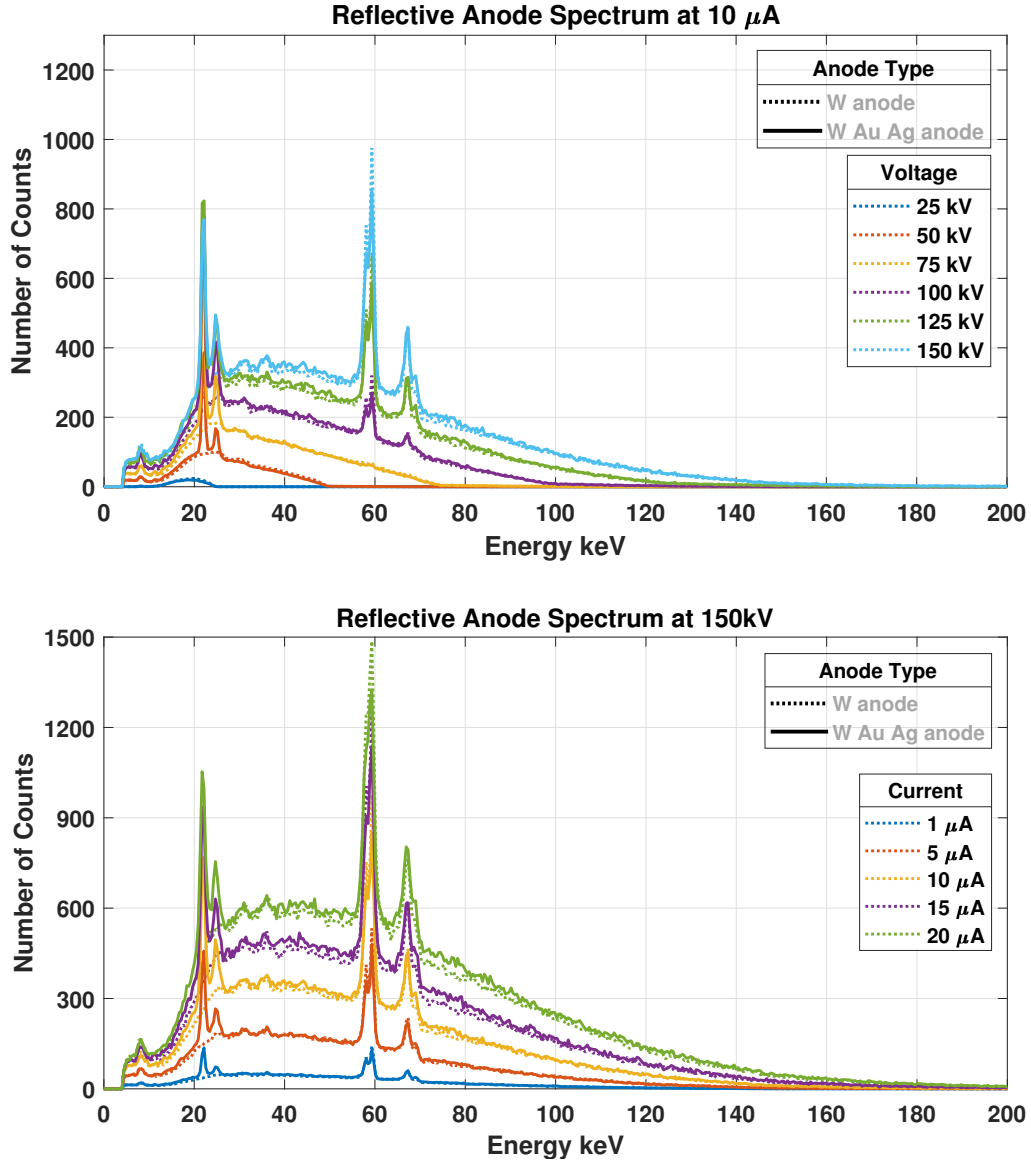 Reflective Anode Spectrum at 10 μA
Number of Counts
1200
1000
800
600
400
200
0
0 20 40 60 80 100 120 140 160 180 200
Energy keV
Anode Type
W anode
W Au Ag anode
Voltage
25 kV
50 kV
75 kV
100 kV
125 kV
150 kV
Reflective Anode Spectrum at 150kV
Number of Counts
1500
1200
900
600
300
0
0 20 40 60 80 100 120 140 160 180 200
Energy keV
Anode Type
W anode
W Au Ag anode
Current
1 μA
5 μA
10 μA
15 μA
20 μA